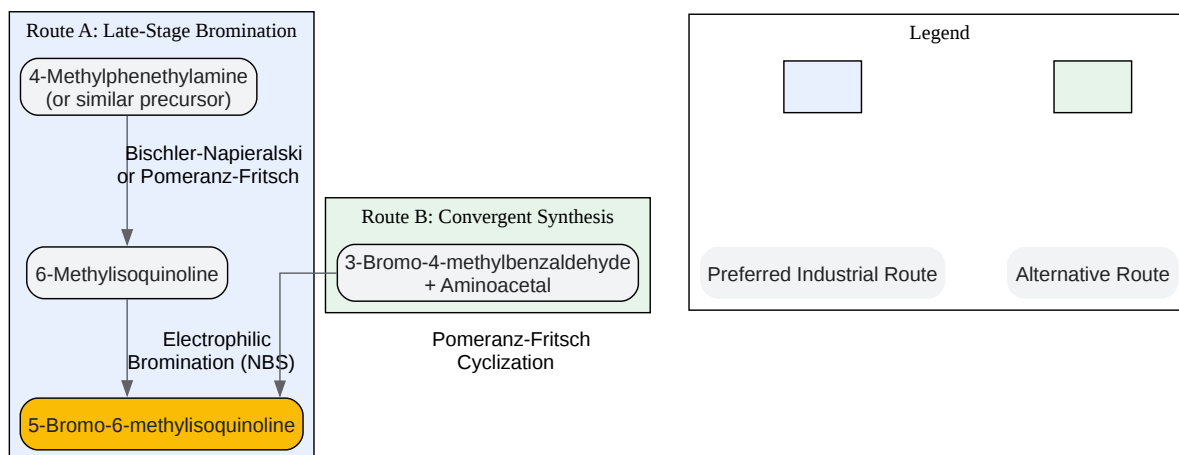 Route A: Late-Stage Bromination
4-Methylphenethylamine
(or similar precursor)
Bischler-Napieralski
or Pomeranz-Fritsch
6-Methylisoquinoline
Electrophilic
Bromination (NBS)
5-Bromo-6-methylisoquinoline
Route B: Convergent Synthesis
3-Bromo-4-methylbenzaldehyde
+ Aminoacetal
Pomeranz-Fritsch
Cyclization
Legend
Preferred Industrial Route
Alternative Route